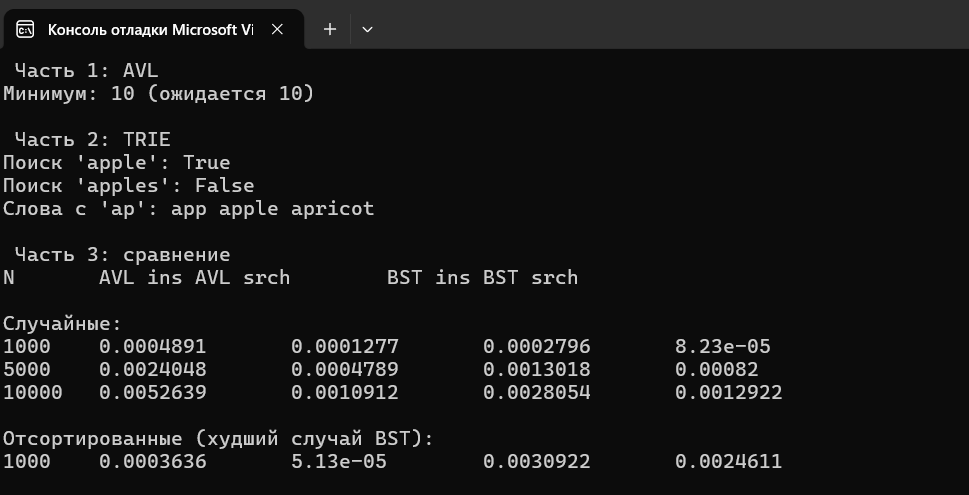 Консоль отладки Microsoft Vi
Часть 1: AVL
Минимум: 10 (ожидается 10)
Часть 2: TRIE
Поиск 'apple': True
Поиск 'apples': False
Слова с 'ap': app apple apricot
Часть 3: сравнение
N AVL ins AVL srch BST ins BST srch
Случайные:
1000 0.0004891 0.0001277 0.0002796 8.23e-05
5000 0.0024048 0.0004789 0.0013018 0.00082
10000 0.0052639 0.0010912 0.0028054 0.0012922
Отсортированные (худший случай BST):
1000 0.0003636 5.13e-05 0.0030922 0.0024611